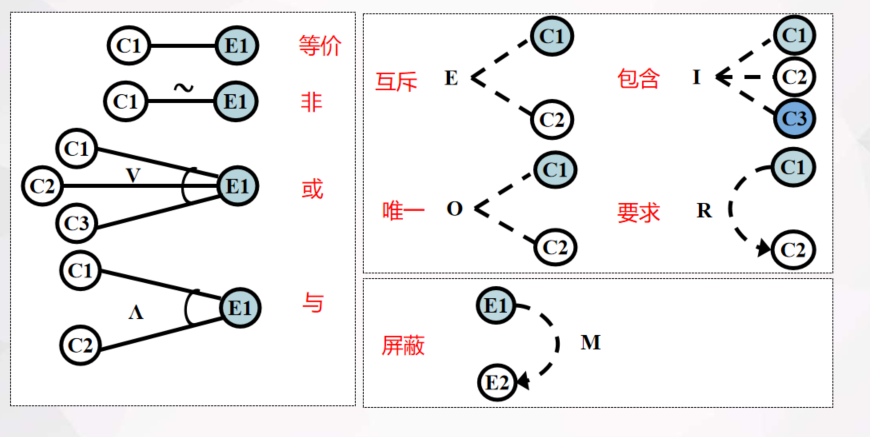 C1 E1 等价
C1 ~ E1 非
C1
C2 V E1 或
C3
C1
Λ E1 与
C2
C1
互斥 E
C2
C1
包含 I C2
C3
C1
唯一 O
C2
C1
要求 R
C2
E1
屏蔽 M
E2